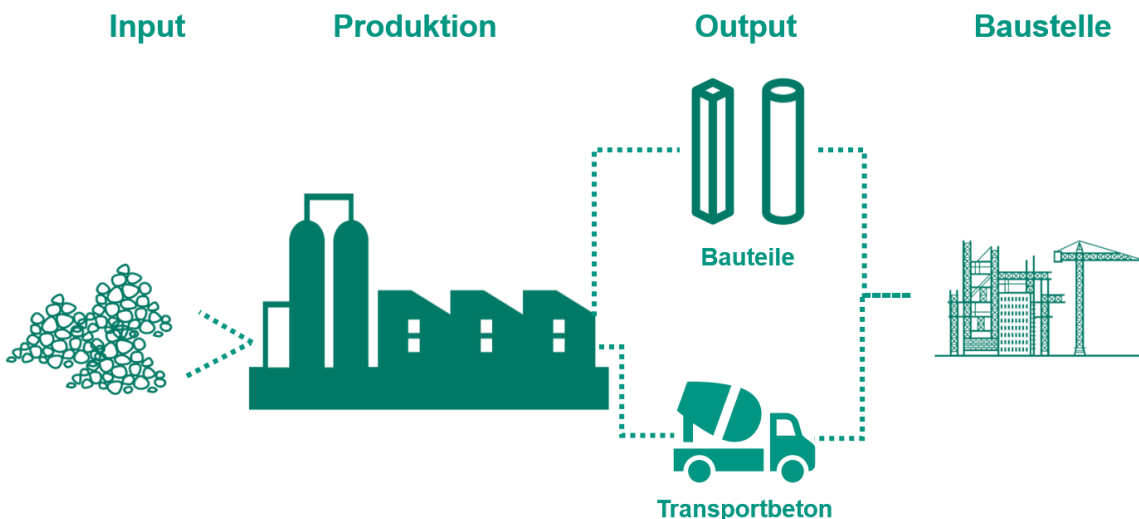 Input
Produktion
Output
Baustelle
Bauteile
Transportbeton